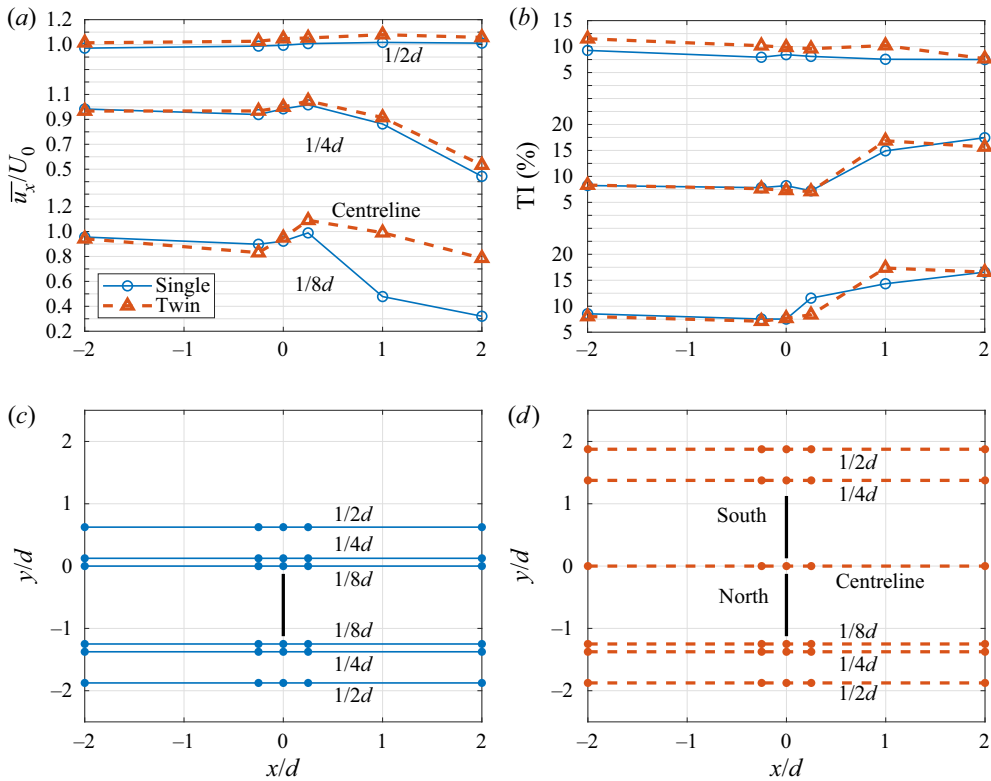 (a)
1.2
1.0
1/2d
1.1
0.9
0.7
0.5
1/4d
1.2
1.0
0.8
0.6
0.4
0.2
Centreline
1/8d
Single
Twin
u̅x/U0
–2
–1
0
1
2
(b)
15
10
5
20
15
10
5
20
15
10
5
TI (%)
–2
–1
0
1
2
(c)
2
1
0
–1
–2
y/d
1/2d
1/4d
1/8d
1/8d
1/4d
1/2d
–2
–1
0
1
2
x/d
(d)
2
1
0
–1
–2
y/d
1/2d
1/4d
South
Centreline
North
1/8d
1/4d
1/2d
–2
–1
0
1
2
x/d